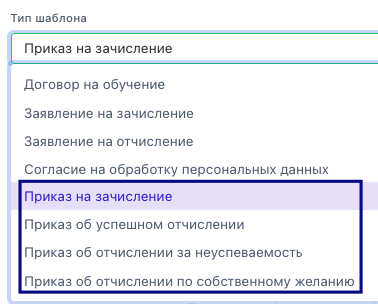 Тип шаблона
Приказ на зачисление
Договор на обучение
Заявление на зачисление
Заявление на отчисление
Согласие на обработку персональных данных
Приказ на зачисление
Приказ об успешном отчислении
Приказ об отчислении за неуспеваемость
Приказ об отчислении по собственному желанию